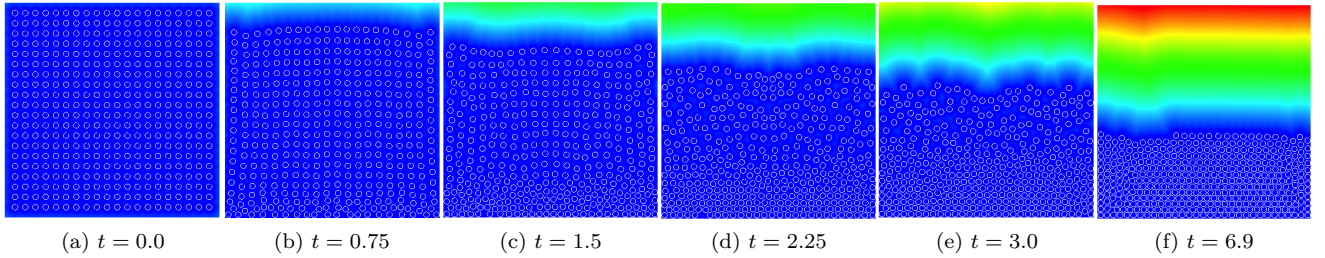 (a) t = 0.0 (b) t = 0.75 (c) t = 1.5 (d) t = 2.25 (e) t = 3.0 (f) t = 6.9